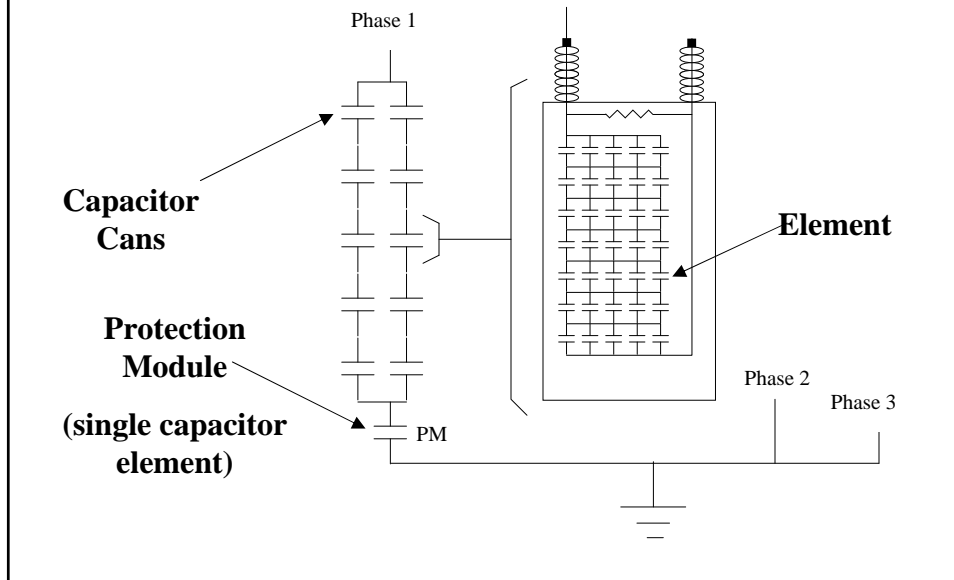 Phase 1
Capacitor
Cans
Element
Protection
Module
(single capacitor
element)
PM
Phase 2
Phase 3